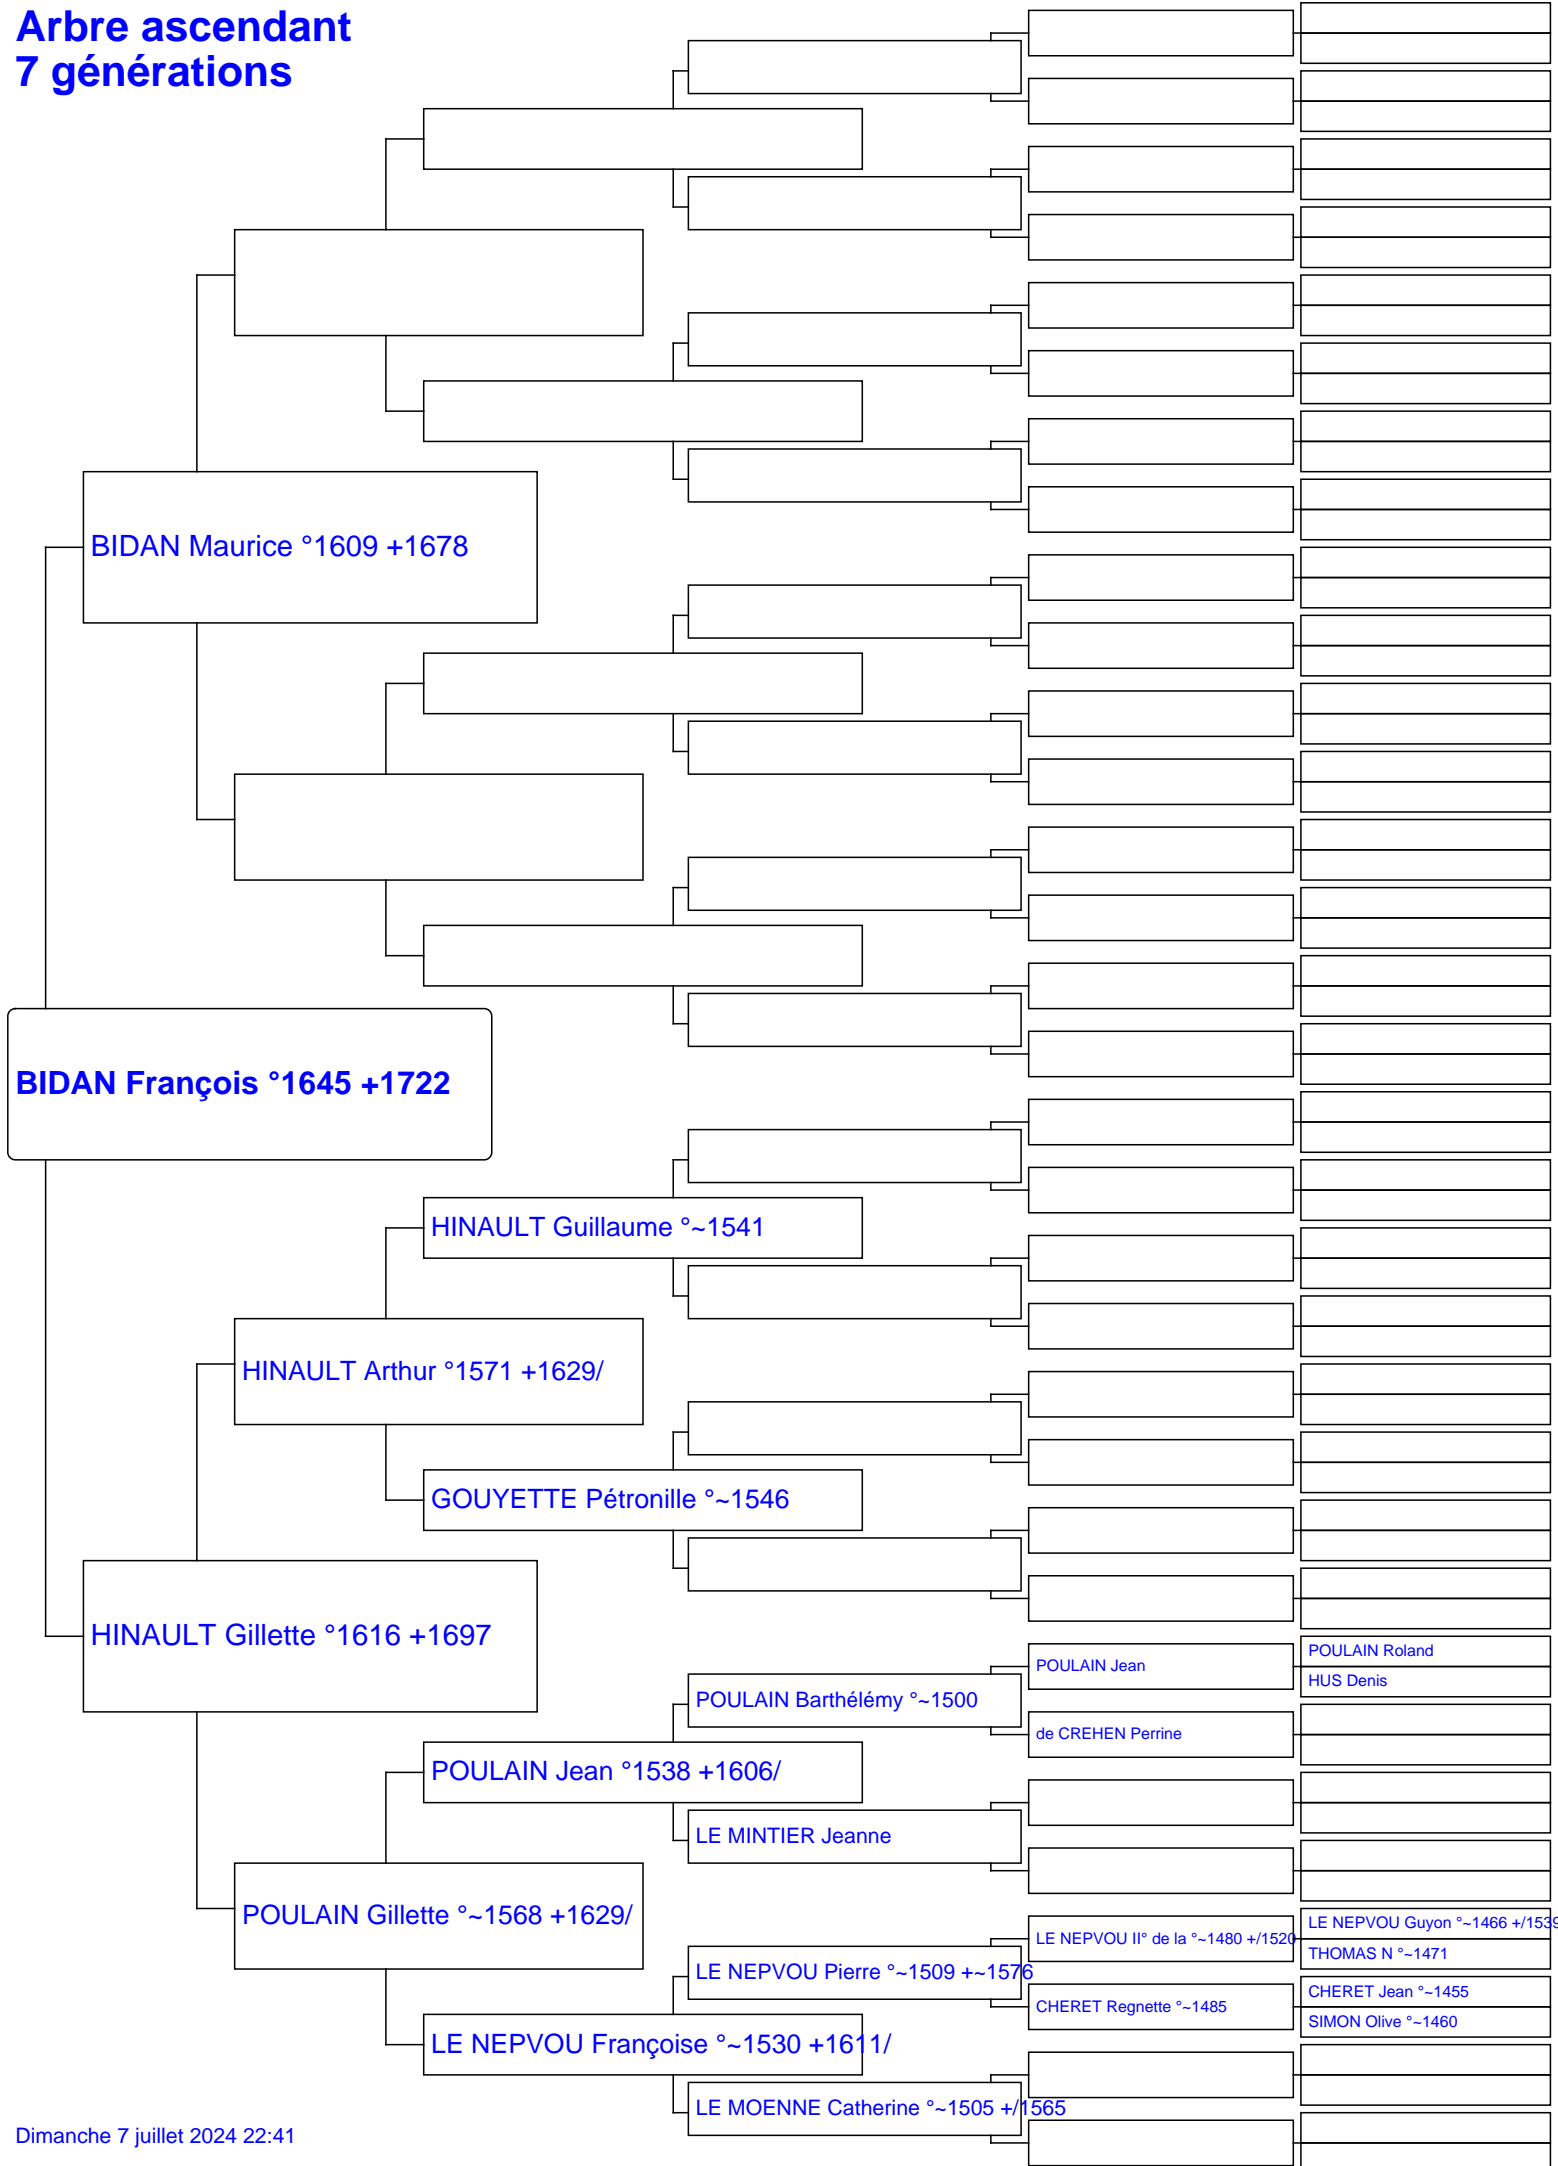 Arbre ascendant
7 générations
BIDAN Maurice °1609 +1678
BIDAN François °1645 +1722
HINAULT Guillaume °~1541
HINAULT Arthur °1571 +1629/
GOUYETTE Pétronille °~1546
HINAULT Gillette °1616 +1697
POULAIN Roland
POULAIN Jean
HUS Denis
POULAIN Barthélémy °~1500
de CREHEN Perrine
POULAIN Jean °1538 +1606/
LE MINTIER Jeanne
POULAIN Gillette °~1568 +1629/
LE NEPVOU Guyon °~1466 +/1539
LE NEPVOU II° de la °~1480 +/1520
THOMAS N °~1471
LE NEPVOU Pierre °~1509 +~1576
CHERET Jean °~1455
CHERET Regnette °~1485
SIMON Olive °~1460
LE NEPVOU Françoise °~1530 +1611/
LE MOENNE Catherine °~1505 +/1565
Dimanche 7 juillet 2024 22:41